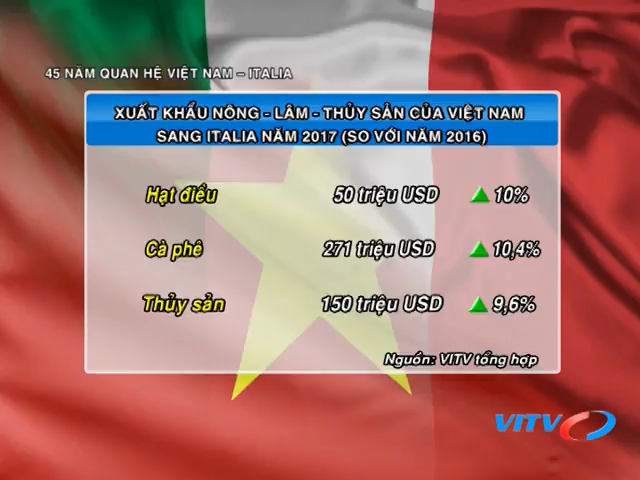 45 NĂM QUAN HỆ VIỆT NAM – ITALIA
XUẤT KHẨU NÔNG - LÂM - THỦY SẢN CỦA VIỆT NAM
SANG ITALIA NĂM 2017 (SO VỚI NĂM 2016)
Hạt điều 50 triệu USD 10%
Cà phê 271 triệu USD 10,4%
Thủy sản 150 triệu USD 9,6%
Nguồn: VITV tổng hợp
VITV